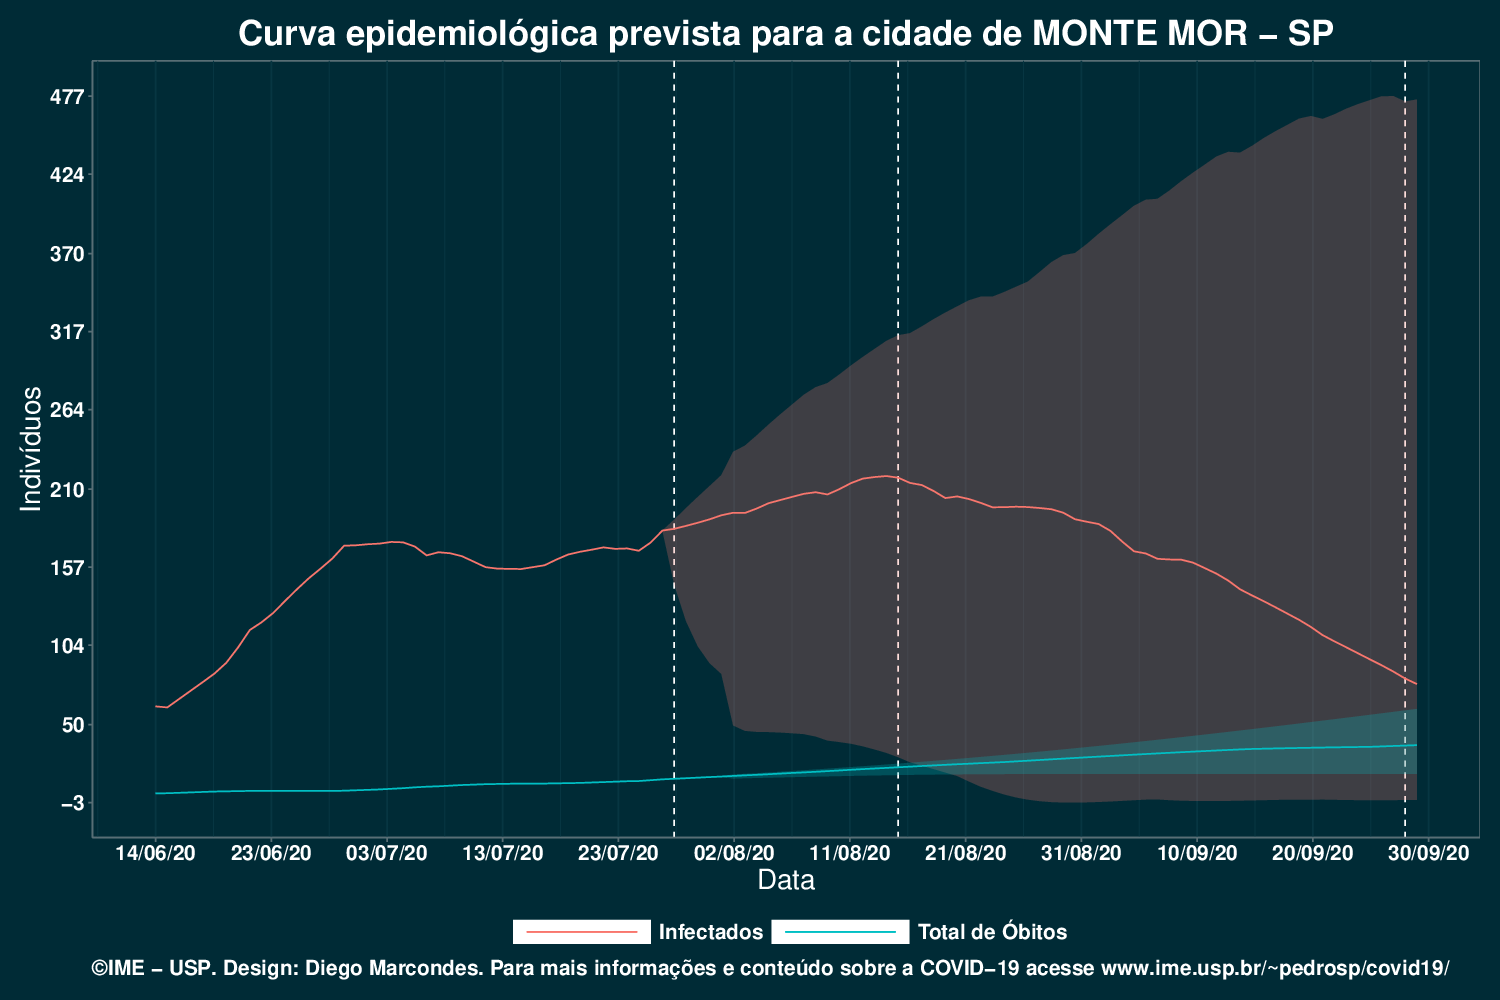 Curva epidemiológica prevista para a cidade de MONTE MOR – SP
477
424
370
317
264
210
157
104
50
−3
Indivíduos
14/06/20 23/06/20 03/07/20 13/07/20 23/07/20 02/08/20 11/08/20 21/08/20 31/08/20 10/09/20 20/09/20 30/09/20
Data
Infectados Total de Óbitos
©IME − USP. Design: Diego Marcondes. Para mais informações e conteúdo sobre a COVID−19 acesse www.ime.usp.br/~pedrosp/covid19/